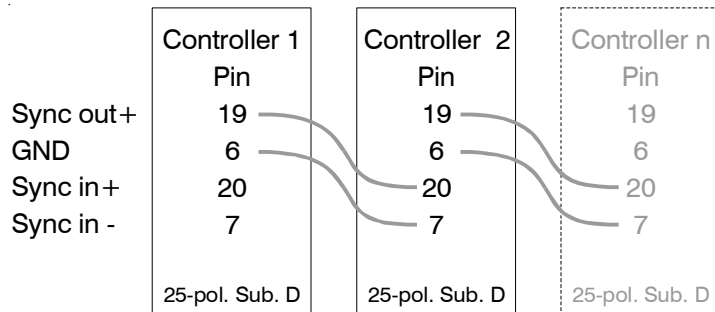 Controller 1 Controller 2 Controller n
Pin Pin Pin
Sync out+ 19 19 19
GND 6 6 6
Sync in+ 20 20 20
Sync in - 7 7 7
25-pol. Sub. D 25-pol. Sub. D 25-pol. Sub. D